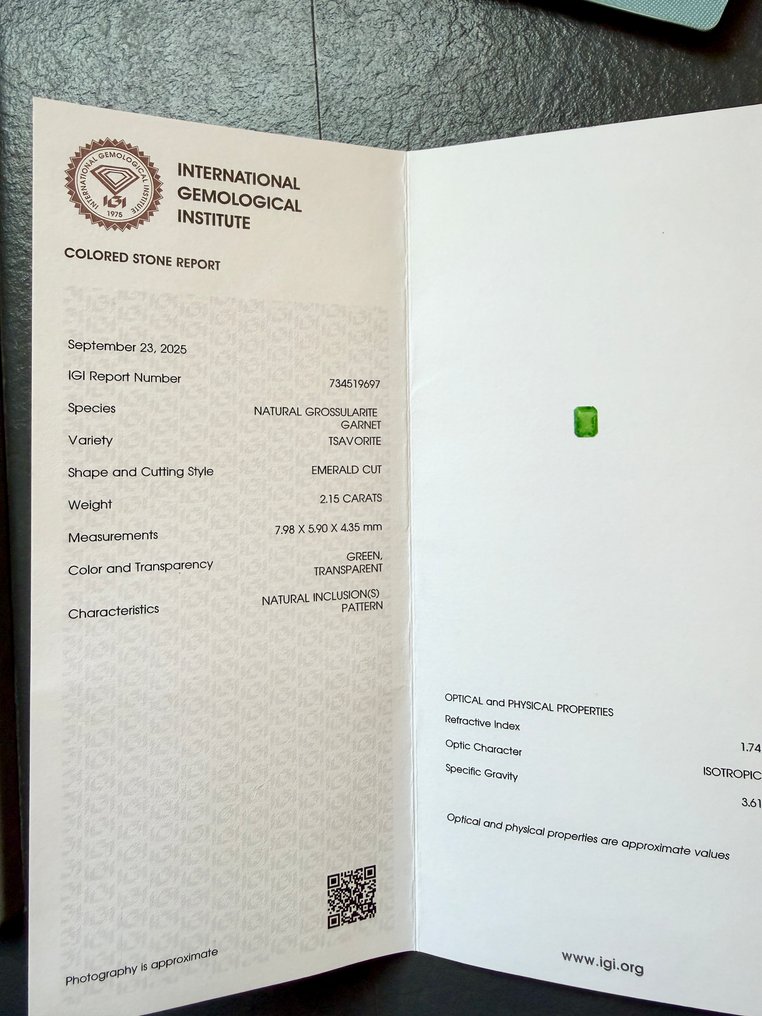 INTERNATIONAL GEMOLOGICAL INSTITUTE
IGI
1975
INTERNATIONAL
GEMOLOGICAL
INSTITUTE
COLORED STONE REPORT
September 23, 2025
IGI Report Number 734519697
Species NATURAL GROSSULARITE
GARNET
Variety TSAVORITE
Shape and Cutting Style EMERALD CUT
Weight 2.15 CARATS
Measurements 7.98 X 5.90 X 4.35 mm
Color and Transparency GREEN,
TRANSPARENT
Characteristics NATURAL INCLUSION(S)
PATTERN
Photography is approximate
OPTICAL and PHYSICAL PROPERTIES
Refractive Index 1.74
Optic Character ISOTROPIC
Specific Gravity 3.61
Optical and physical properties are approximate values
www.igi.org